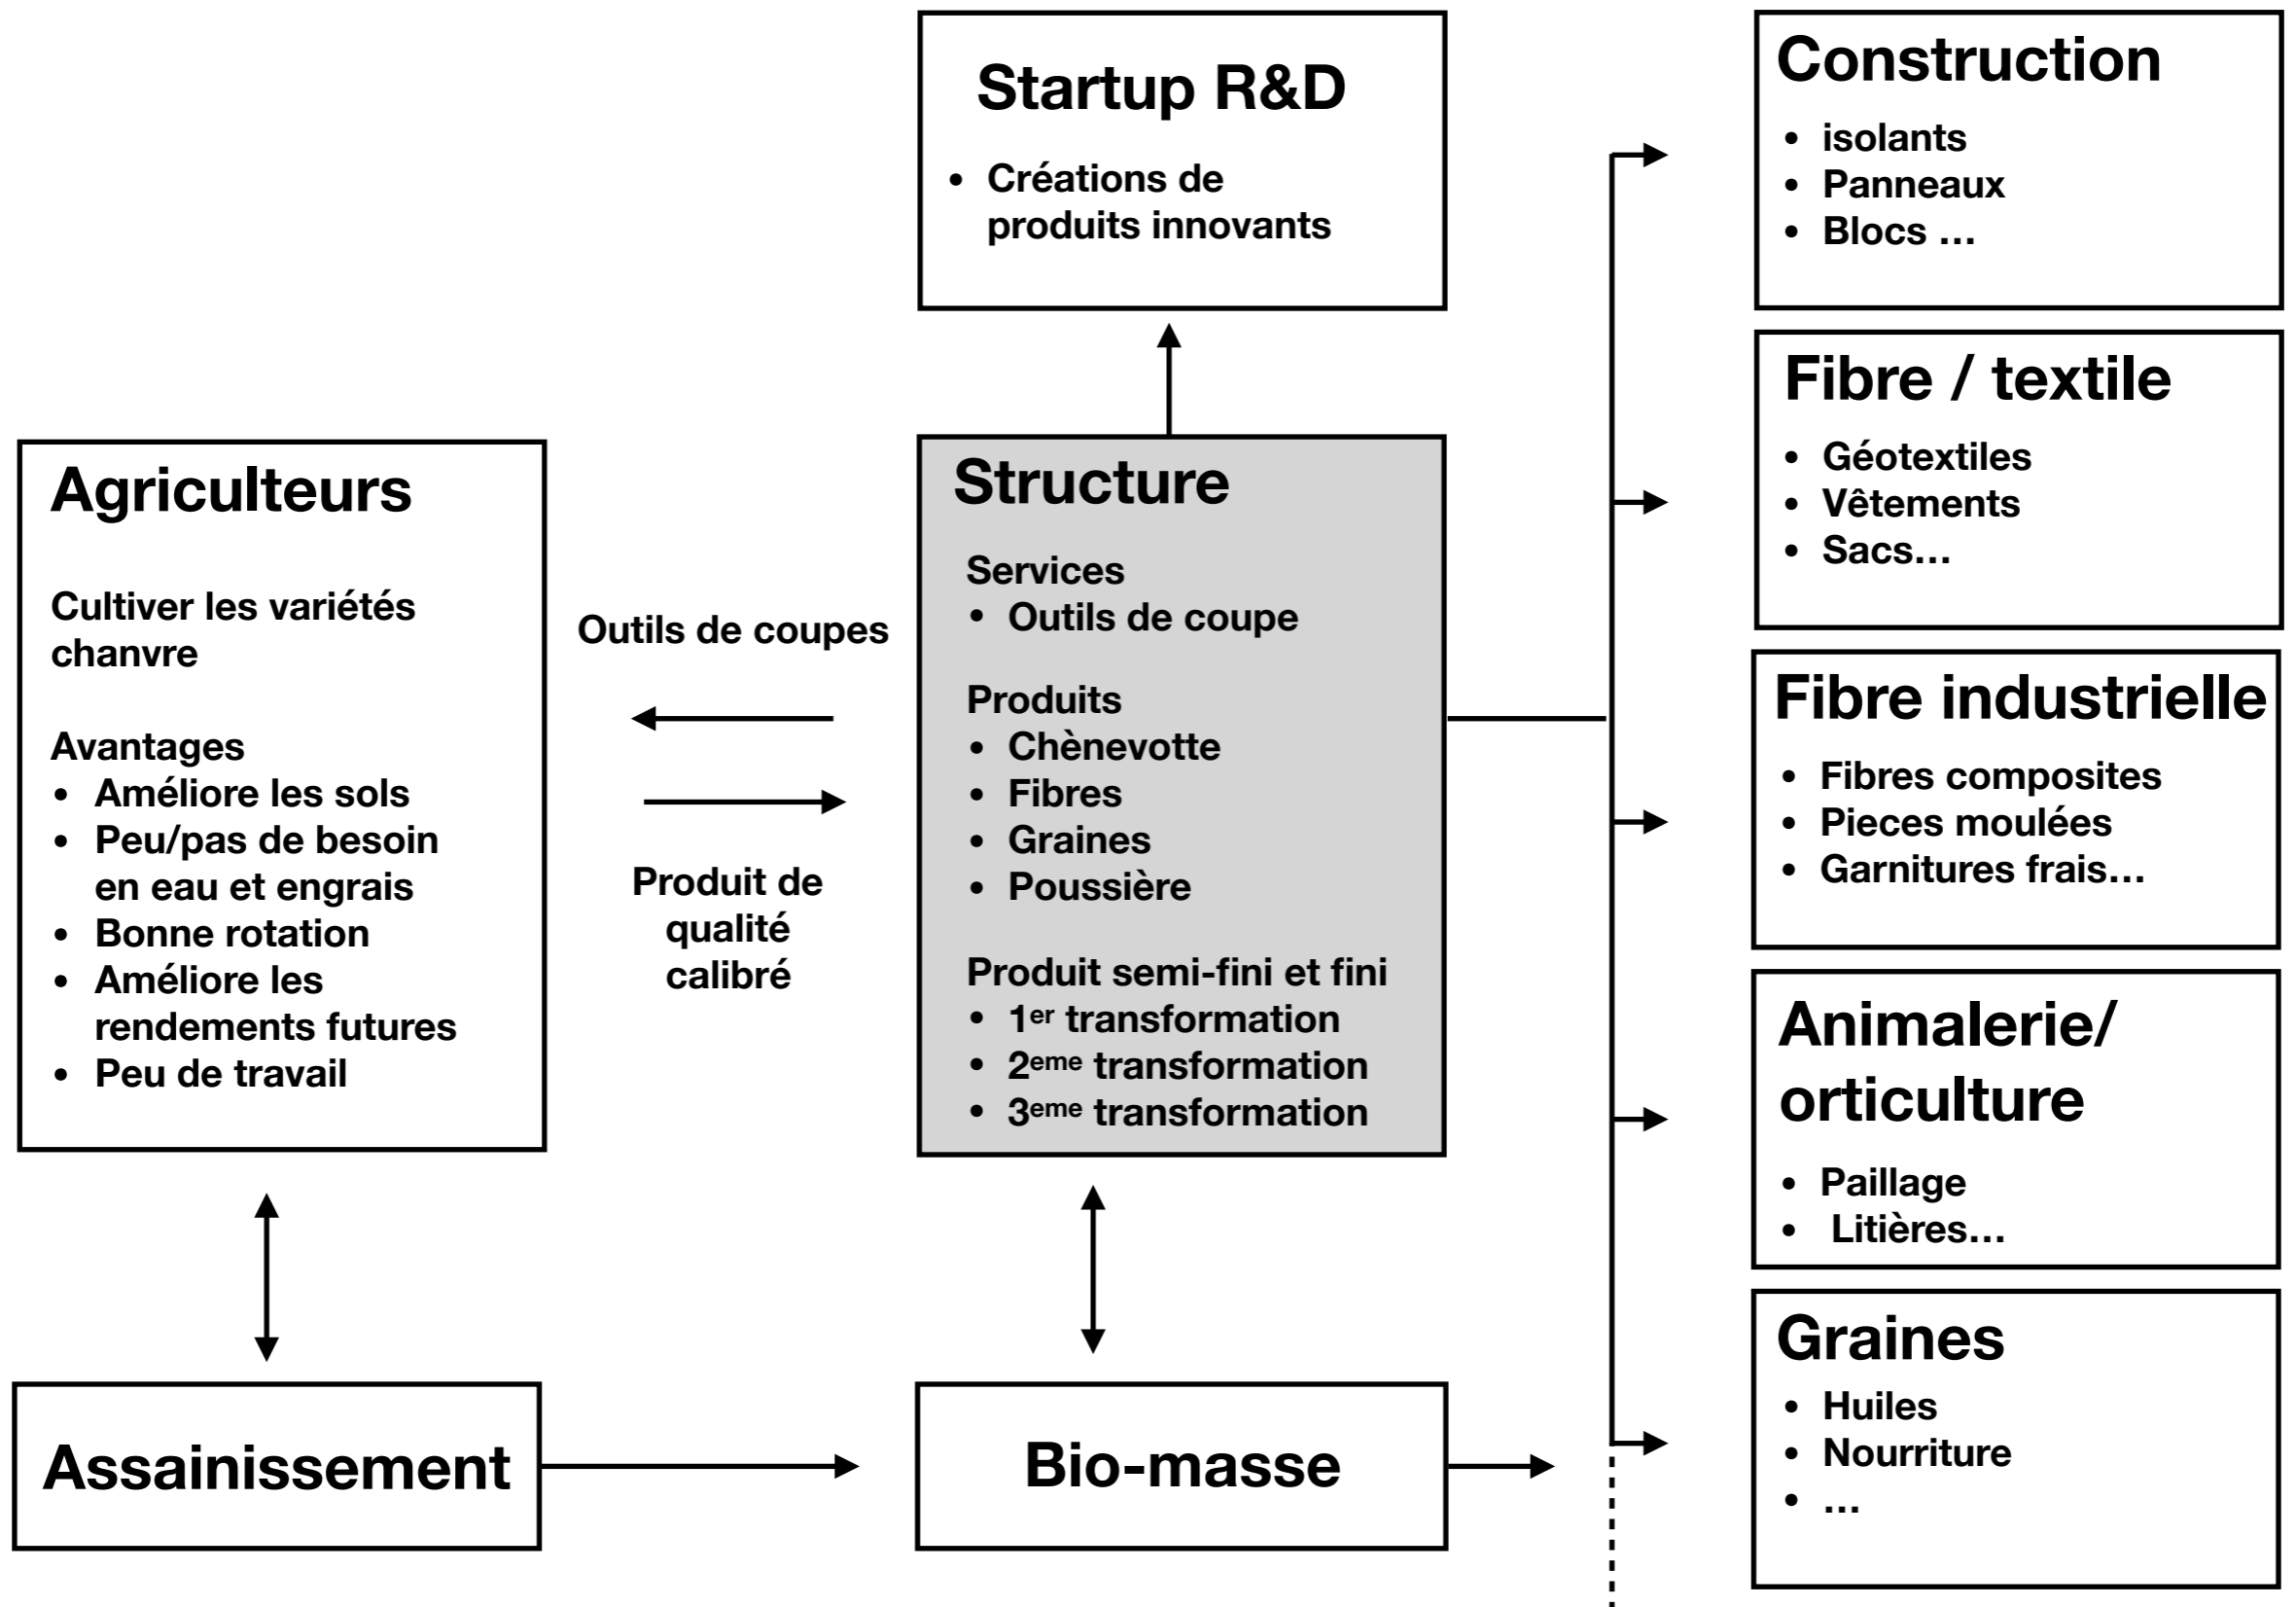 Startup R&D
• Créations de
produits innovants
Agriculteurs
Cultiver les variétés
chanvre
Avantages
• Améliore les sols
• Peu/pas de besoin
en eau et engrais
• Bonne rotation
• Améliore les
rendements futures
• Peu de travail
Outils de coupes
Produit de
qualité
calibré
Structure
Services
• Outils de coupe
Produits
• Chènevotte
• Fibres
• Graines
• Poussière
Produit semi-fini et fini
• 1er transformation
• 2eme transformation
• 3eme transformation
Assainissement
Bio-masse
Construction
• isolants
• Panneaux
• Blocs ...
Fibre / textile
• Géotextiles
• Vêtements
• Sacs...
Fibre industrielle
• Fibres composites
• Pieces moulées
• Garnitures frais...
Animalerie/
orticulture
• Paillage
• Litières...
Graines
• Huiles
• Nourriture
• ...